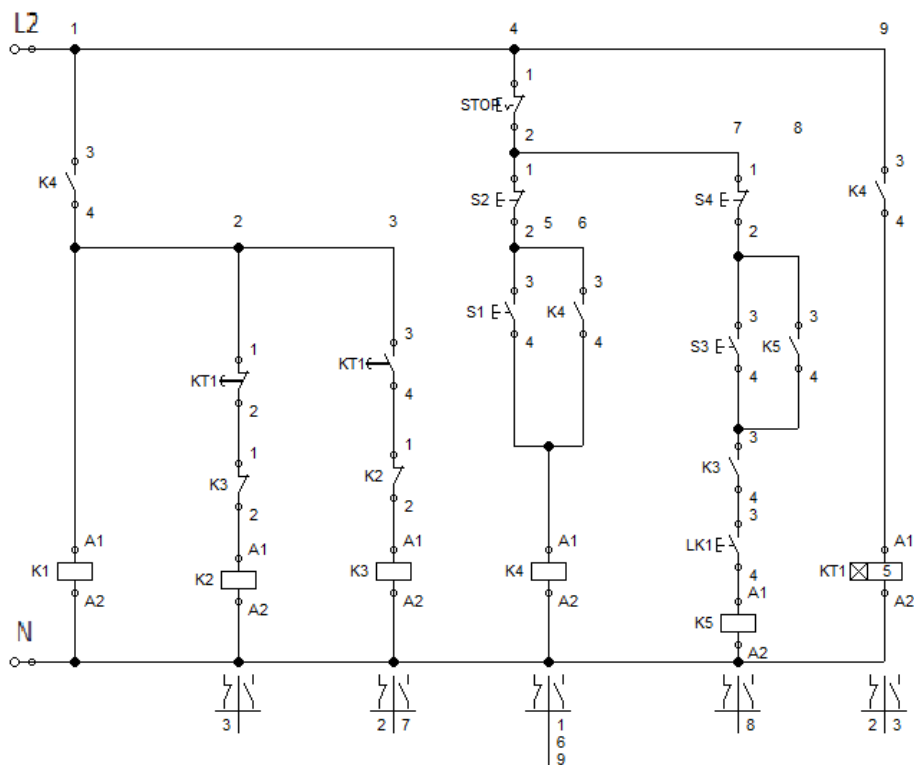 L2 1 4 9
1
STOP
2 7 8
3 1 1 3
K4 S2 S4 K4
4 2 3 2 5 6 2 4
3 3
S1 K4 3 3
3 4 4 S3 K5
1 KT1 4 4
KT1 4
2
1 1 3
K3 K2 K3
2 2 4
3
LK1
A1 A1 A1 A1 4 A1
K1 K2 K3 K4 A1 KT1 5
A2 A2 A2 A2 K5 A2
N A2
3 2 7 1 8 2 3
6
9